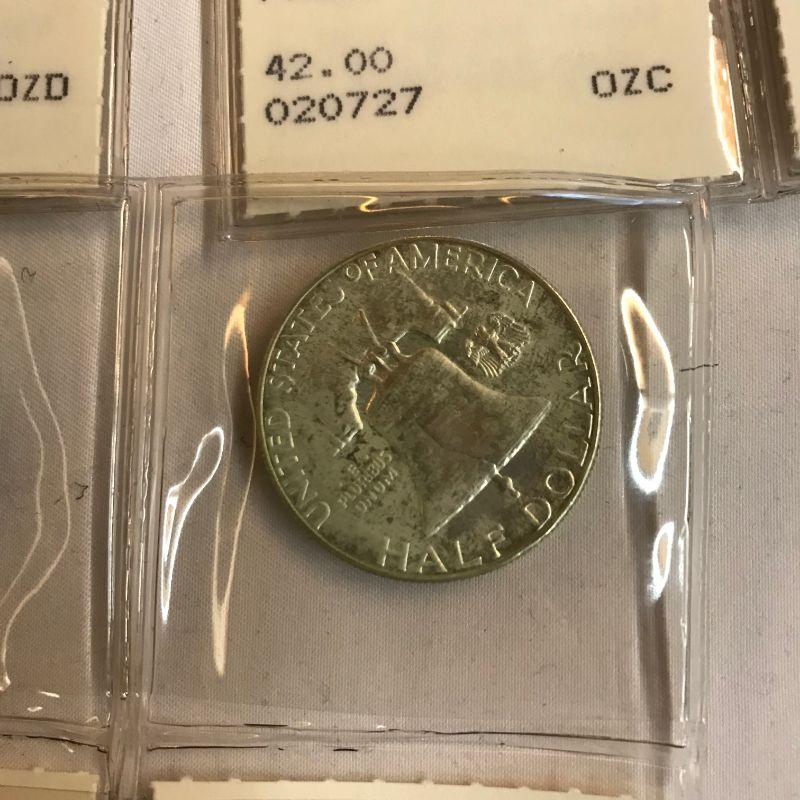 42.00
020727 OZC
OZD
UNITED STATES OF AMERICA
E
PLURIBUS
UNUM
HALF DOLLAR